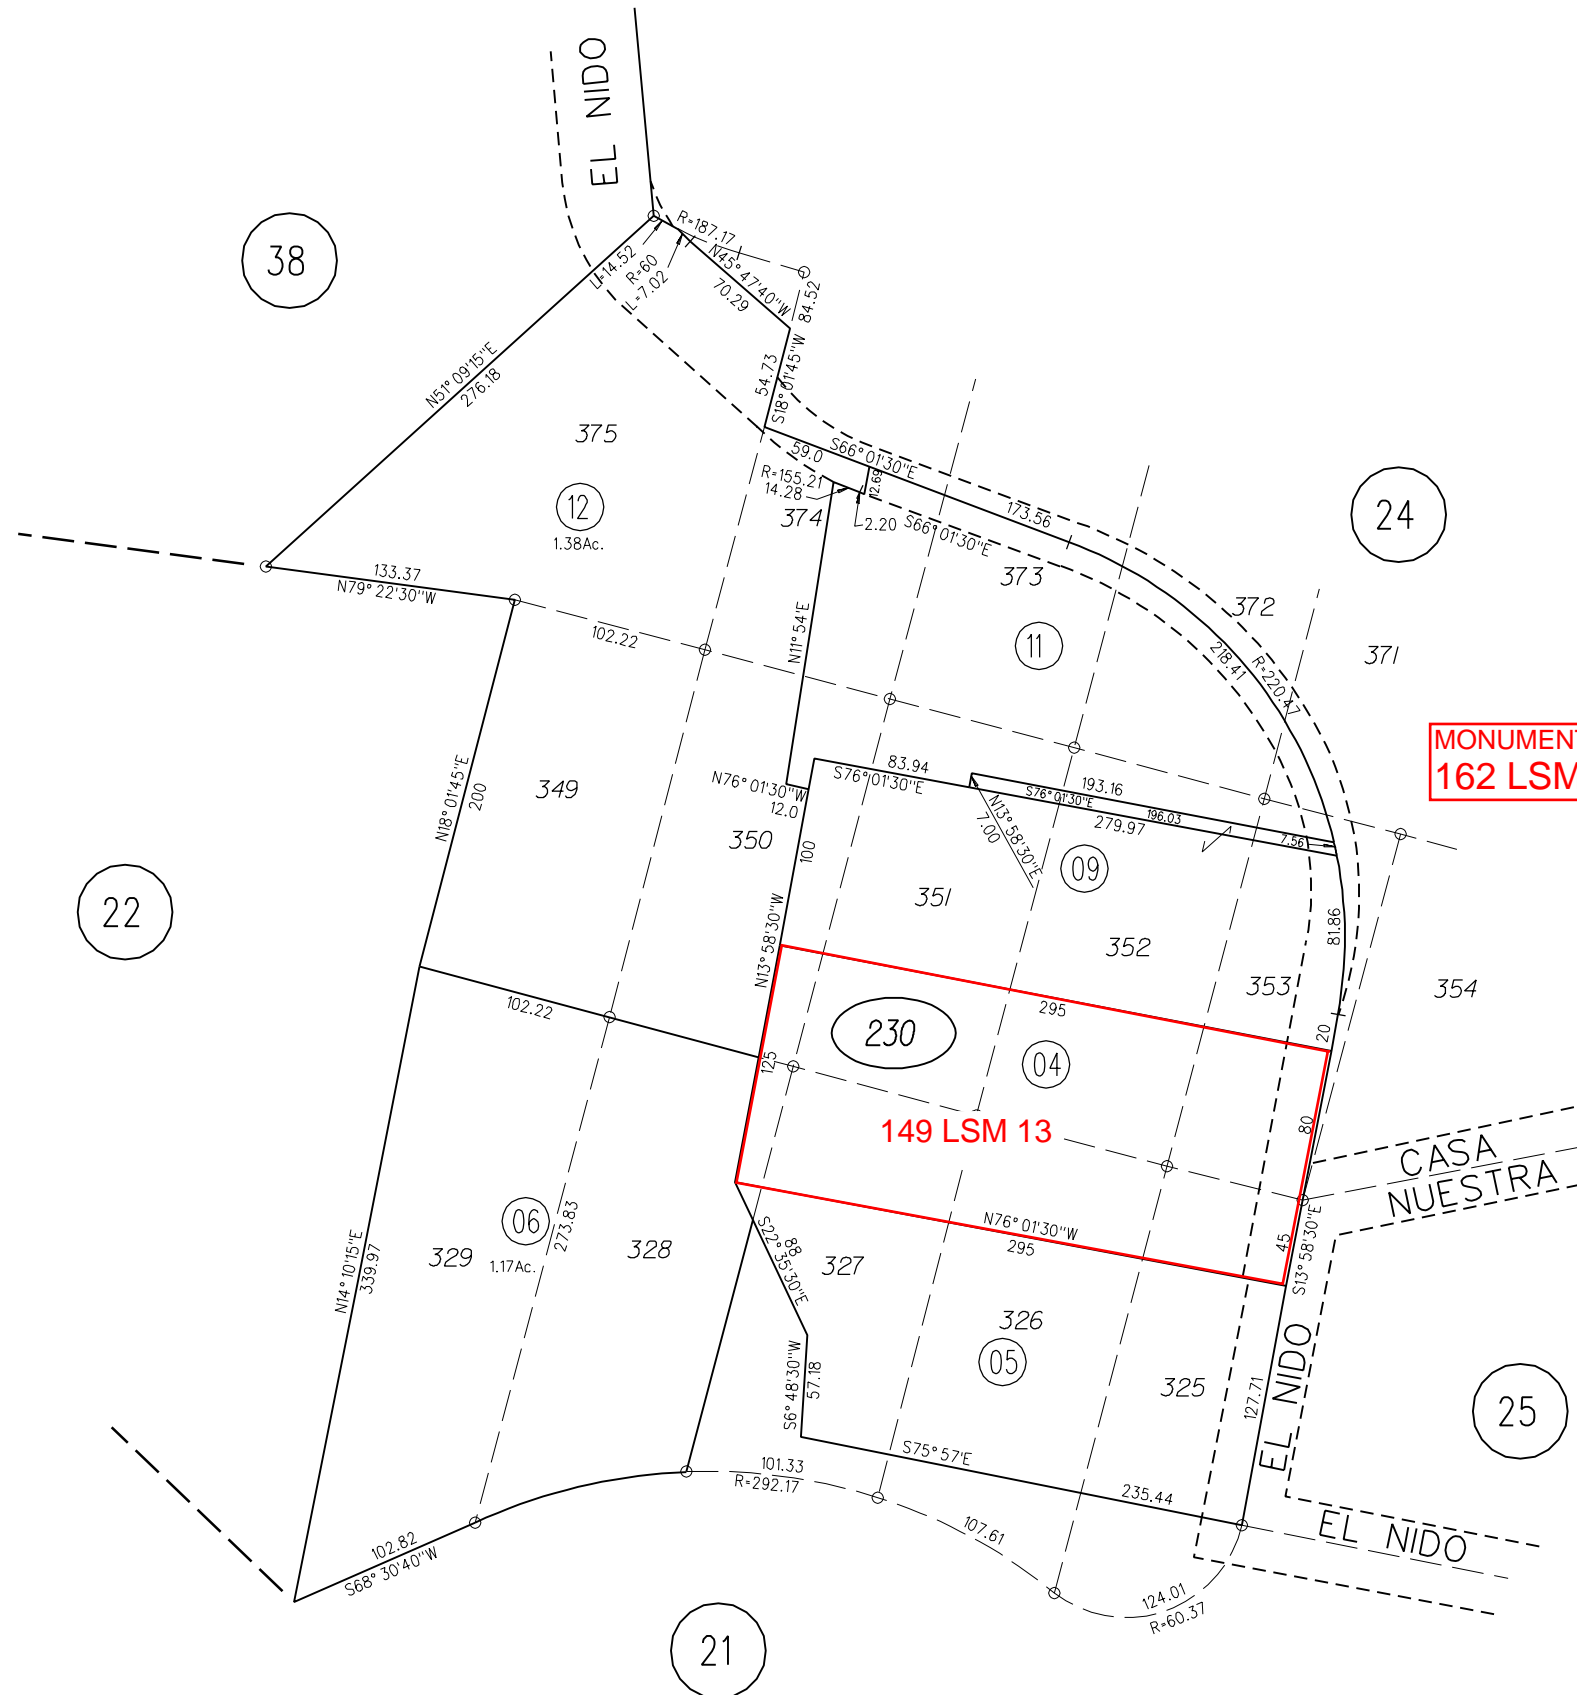 EL NIDO
38
R=187.17
L=14.52
R=60
L=7.02
N45°47'40"W
70.29
84.52
N51°09'15"E
276.18
54.73
S18°01'45"W
375
59.0
S66°01'30"E
R=155.21
14.28
12.69
12
1.38Ac.
374
2.20
S66°01'30"E
173.56
24
133.37
N79°22'30"W
373
372
102.22
N11°54'E
11
218.41
R=220.47
371
MONUMENT
162 LSM
N18°01'45"E
200
349
N76°01'30"W
12.0
83.94
S76°01'30"E
193.16
S76°01'30"E
196.03
279.97
7.56
N13°58'30"E
7.00
350
100
09
22
351
81.86
N13°58'30"W
352
353
354
102.22
295
230
20
125
04
80
149 LSM 13
CASA
NUESTRA
06
1.17Ac.
273.83
329
328
S22°35'30"E
88
327
N76°01'30"W
295
45
S13°58'30"E
N14°10'15"E
339.97
326
05
325
EL NIDO
127.71
S6°48'30"W
57.18
25
S75°57'E
235.44
101.33
R=292.17
107.61
EL NIDO
102.82
S68°30'40"W
124.01
R=60.37
21